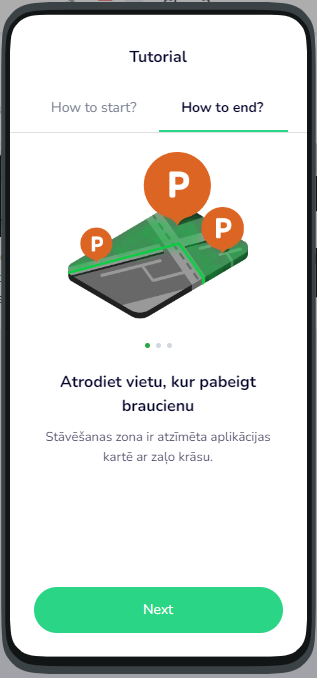 Tutorial
How to start?
How to end?
P
P
P
Atrodiet vietu, kur pabeigt
braucienu
Stāvēšanas zona ir atzīmēta aplikācijas
kartē ar zaļo krāsu.
Next